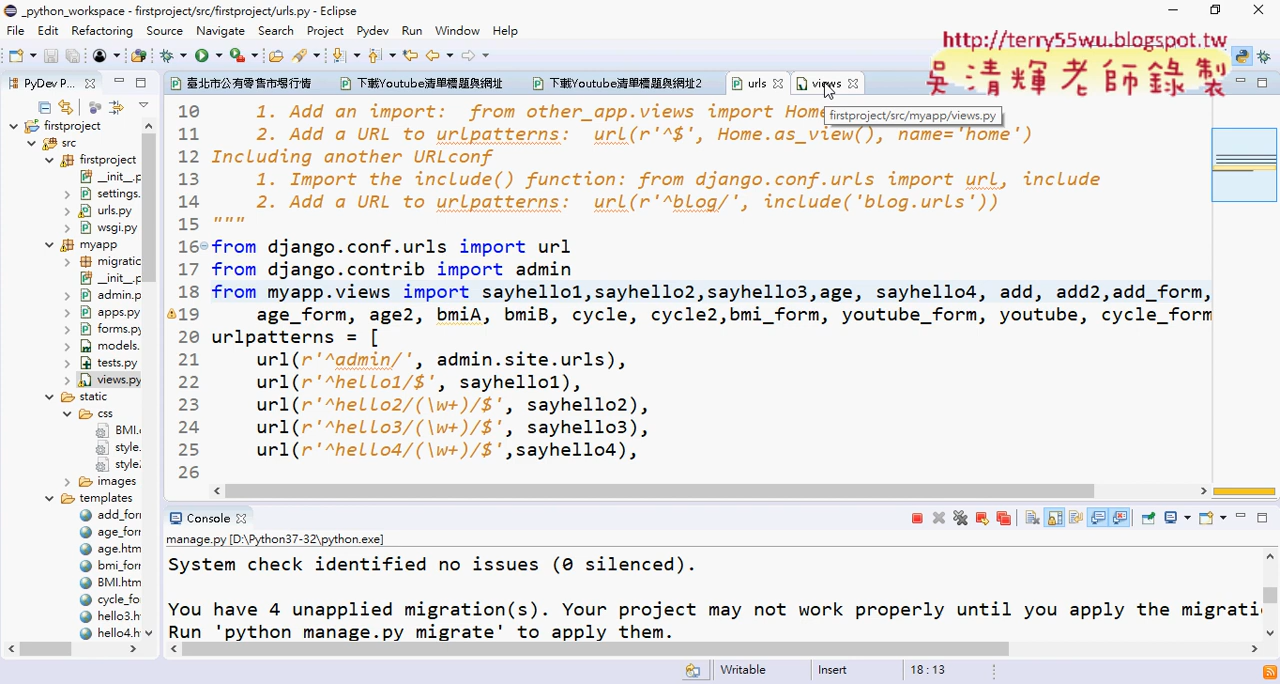 _python_workspace - firstproject/src/firstproject/urls.py - Eclipse
File Edit Refactoring Source Navigate Search Project Pydev Run Window Help
http://terry55wu.blogspot.tw
吳清輝老師錄製
PyDev P...
臺北市公有零售市場行情
下載Youtube清單標題與網址
下載Youtube清單標題與網址2
urls
views
firstproject/src/myapp/views.py
firstproject
src
firstproject
__init__.p
settings.
urls.py
wsgi.py
myapp
migratic
__init__.p
admin.p
apps.py
forms.py
models.
tests.py
views.py
static
css
BMI.
style.
style
images
templates
add_for
age_for
age.htm
bmi_for
BMI.htm
cycle_fo
hello3.h
hello4.h
10 1. Add an import: from other_app.views import Home
11 2. Add a URL to urlpatterns: url(r'^$', Home.as_view(), name='home')
12 Including another URLconf
13 1. Import the include() function: from django.conf.urls import url, include
14 2. Add a URL to urlpatterns: url(r'^blog/', include('blog.urls'))
15 """
16 from django.conf.urls import url
17 from django.contrib import admin
18 from myapp.views import sayhello1,sayhello2,sayhello3,age, sayhello4, add, add2,add_form,
19 age_form, age2, bmiA, bmiB, cycle, cycle2,bmi_form, youtube_form, youtube, cycle_form
20 urlpatterns = [
21 url(r'^admin/', admin.site.urls),
22 url(r'^hello1/$', sayhello1),
23 url(r'^hello2/(\w+)/$', sayhello2),
24 url(r'^hello3/(\w+)/$', sayhello3),
25 url(r'^hello4/(\w+)/$',sayhello4),
26
Console
manage.py [D:\Python37-32\python.exe]
System check identified no issues (0 silenced).
You have 4 unapplied migration(s). Your project may not work properly until you apply the migrati
Run 'python manage.py migrate' to apply them.
Writable Insert 18 : 13